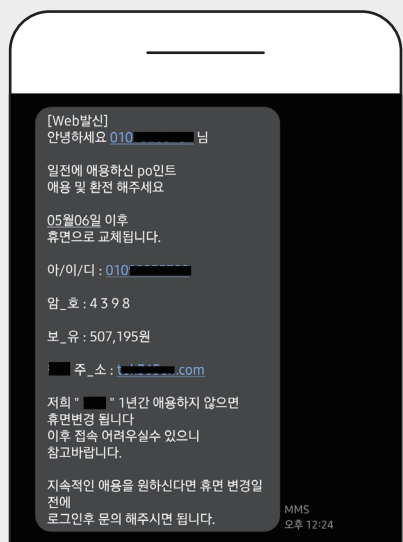 [Web발신]
안녕하세요 010 님
일전에 애용하신 po인트
애용 및 환전 해주세요
05월06일 이후
휴면으로 교체됩니다.
아/이/디 : 010
암_호 : 4 3 9 8
보_유 : 507,195원
주_소 : .com
저희 " " 1년간 애용하지 않으면
휴면변경 됩니다
이후 접속 어려우실수 있으니
참고바랍니다.
지속적인 애용을 원하신다면 휴면 변경일
전에
로그인후 문의 해주시면 됩니다.
MMS
오후 12:24